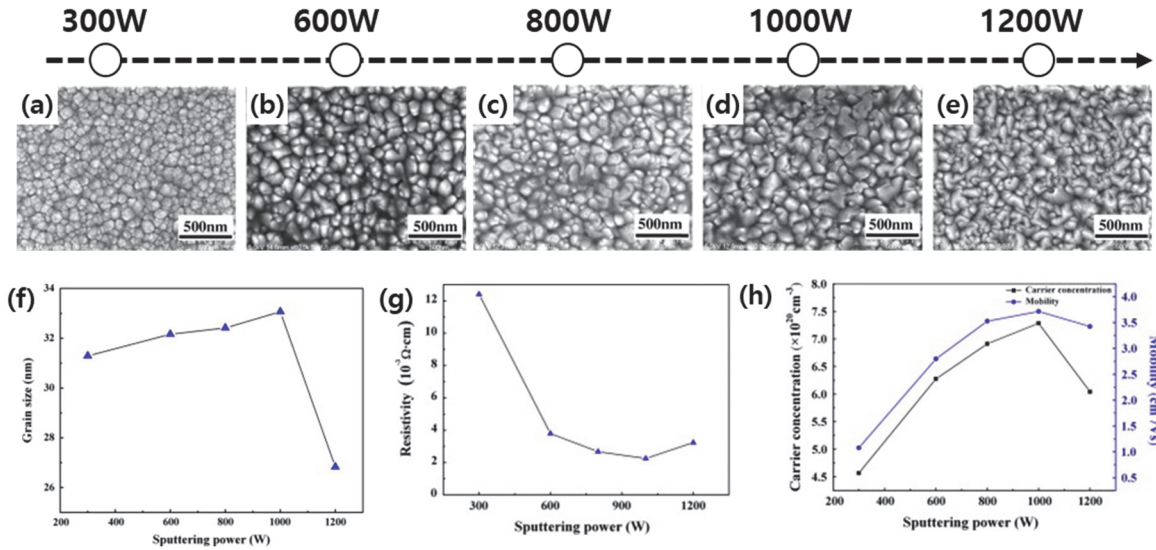 300W 600W 800W 1000W 1200W
(a) (b) (c) (d) (e)
500nm 500nm 500nm 500nm 500nm
(f)
34
32
30
28
26
Grain size (nm)
200 400 600 800 1000 1200
Sputtering power (W)
(g)
12
10
8
6
4
2
0
Resistivity (10⁻³ Ω·cm)
300 600 900 1200
Sputtering power (W)
(h)
8.0
7.5
7.0
6.5
6.0
5.0
4.5
Carrier concentration (×10²⁰cm⁻³)
Carrier concentration
Mobility
4.0
3.5
3.0
2.5
2.0
1.5
1.0
0.5
200 400 600 800 1000 1200
Sputtering power (W)